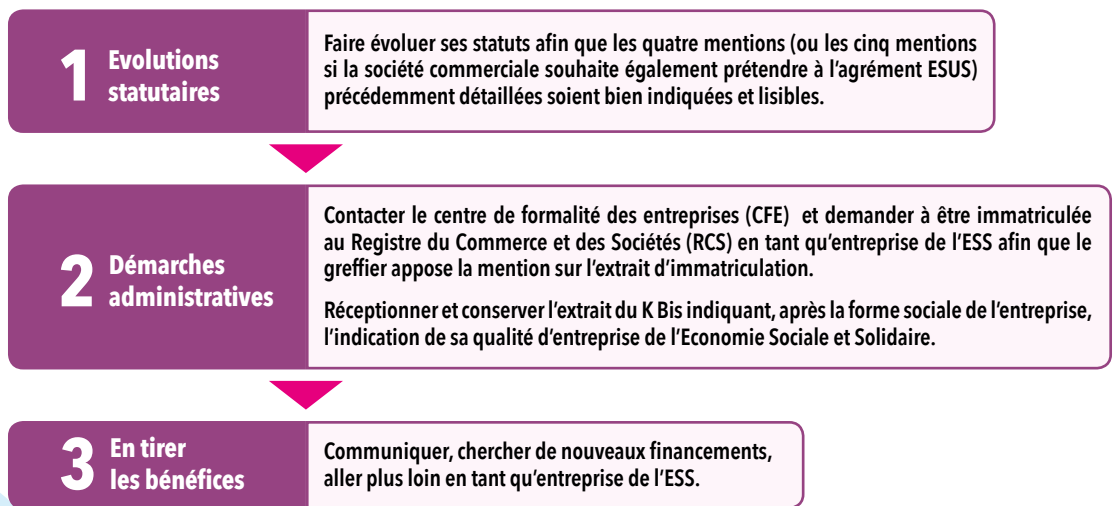 1 Evolutions
statutaires
Faire évoluer ses statuts afin que les quatre mentions (ou les cinq mentions
si la société commerciale souhaite également prétendre à l'agrément ESUS)
précédemment détaillées soient bien indiquées et lisibles.
2 Démarches
administratives
Contacter le centre de formalité des entreprises (CFE) et demander à être immatriculée
au Registre du Commerce et des Sociétés (RCS) en tant qu'entreprise de l'ESS afin que le
greffier appose la mention sur l'extrait d'immatriculation.
Réceptionner et conserver l'extrait du K Bis indiquant, après la forme sociale de l'entreprise,
l'indication de sa qualité d'entreprise de l'Economie Sociale et Solidaire.
3 En tirer
les bénéfices
Communiquer, chercher de nouveaux financements,
aller plus loin en tant qu'entreprise de l'ESS.